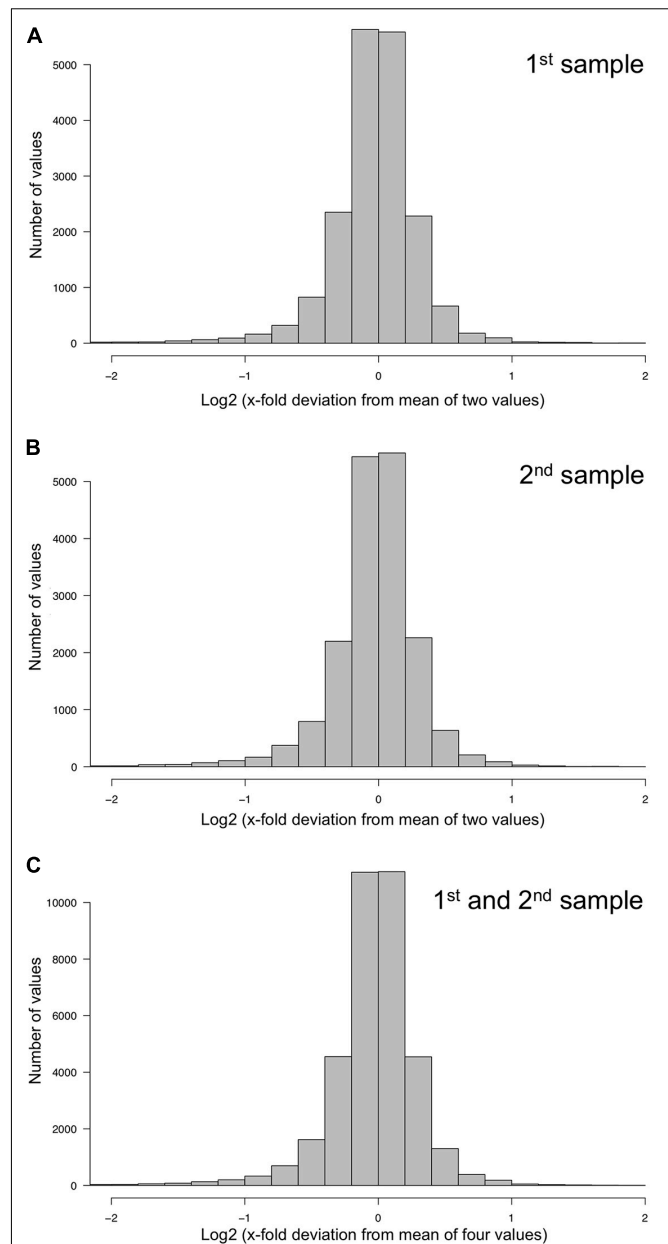 A
1st sample
Number of values
5000
4000
3000
2000
1000
0
−2 −1 0 1 2
Log2 (x-fold deviation from mean of two values)
B
2nd sample
Number of values
5000
4000
3000
2000
1000
0
−2 −1 0 1 2
Log2 (x-fold deviation from mean of two values)
C
1st and 2nd sample
Number of values
10000
8000
6000
4000
2000
0
−2 −1 0 1 2
Log2 (x-fold deviation from mean of four values)